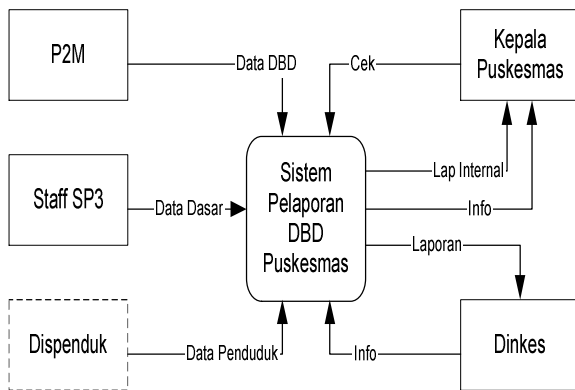 P2M
Data DBD
Cek
Kepala
Puskesmas
Staff SP3
Data Dasar
Sistem
Pelaporan
DBD
Puskesmas
Lap Internal
Info
Laporan
Dispenduk
Data Penduduk
Info
Dinkes